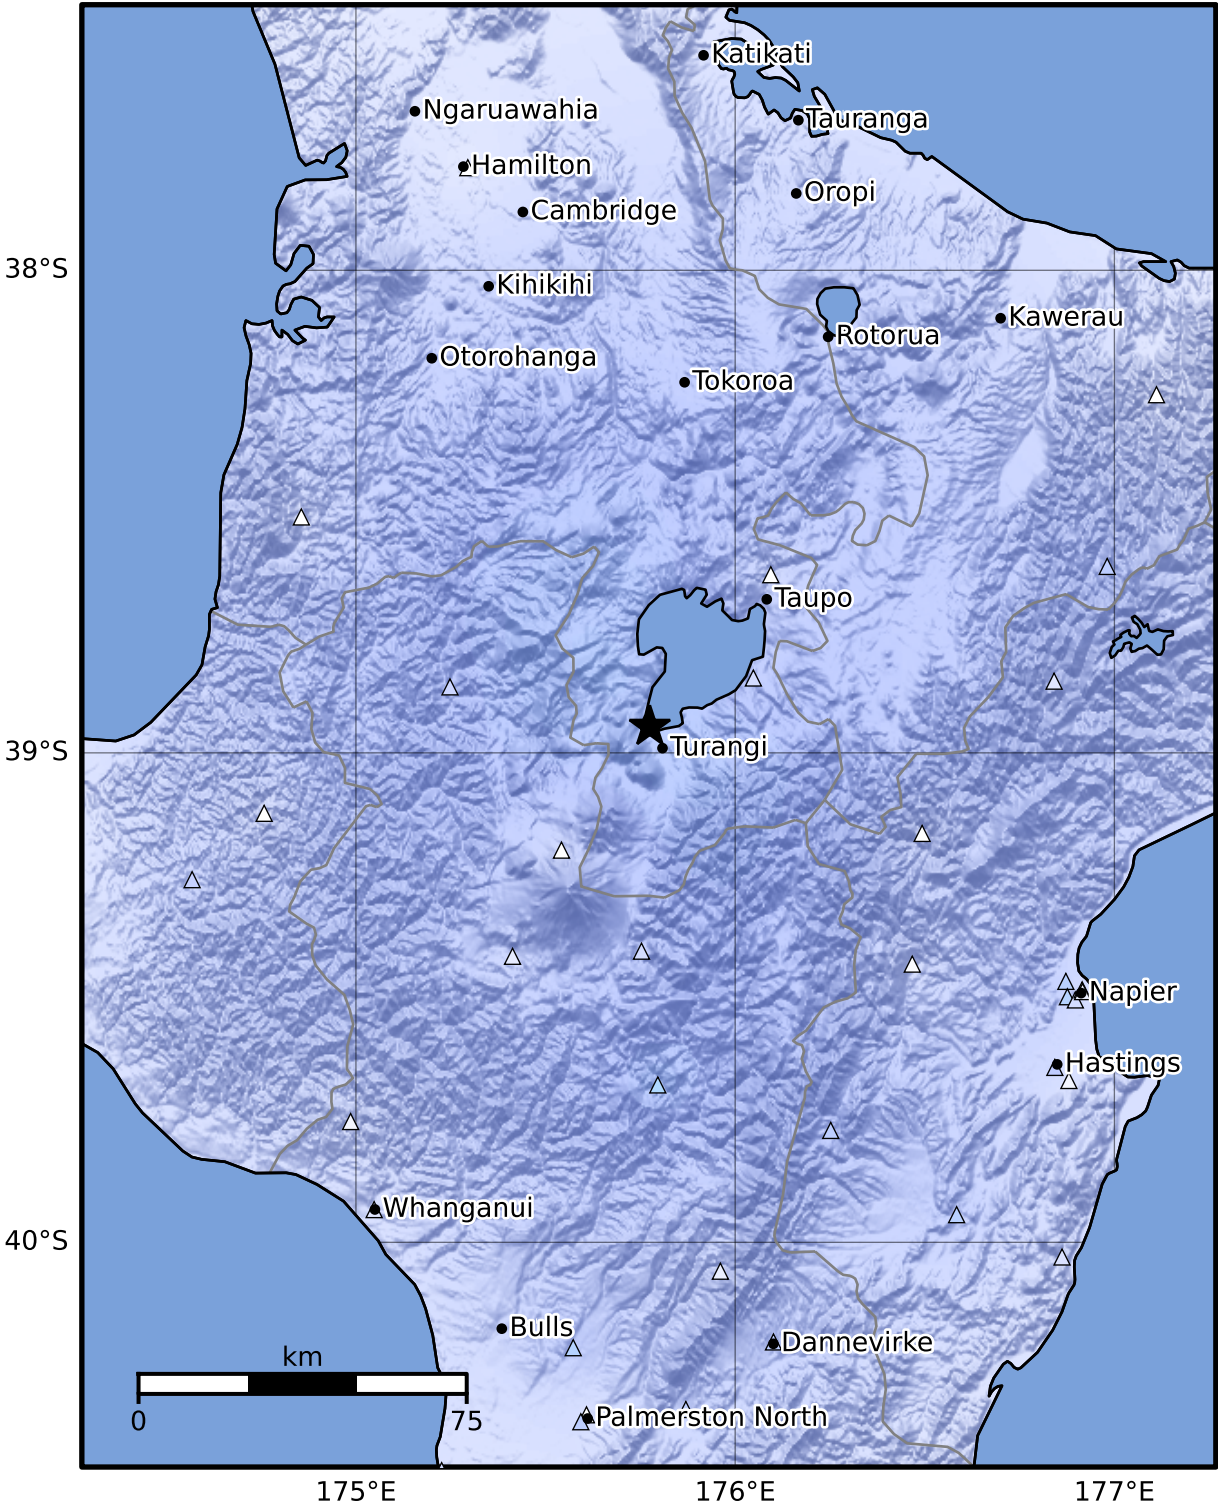 Katikati
Ngaruawahia
Tauranga
Hamilton
Oropi
Cambridge
38°S
Kihikihi
Kawerau
Rotorua
Otorohanga
Tokoroa
Taupo
39°S
Turangi
Napier
Hastings
Whanganui
40°S
Bulls
Dannevirke
km
0
75
Palmerston North
175°E
176°E
177°E